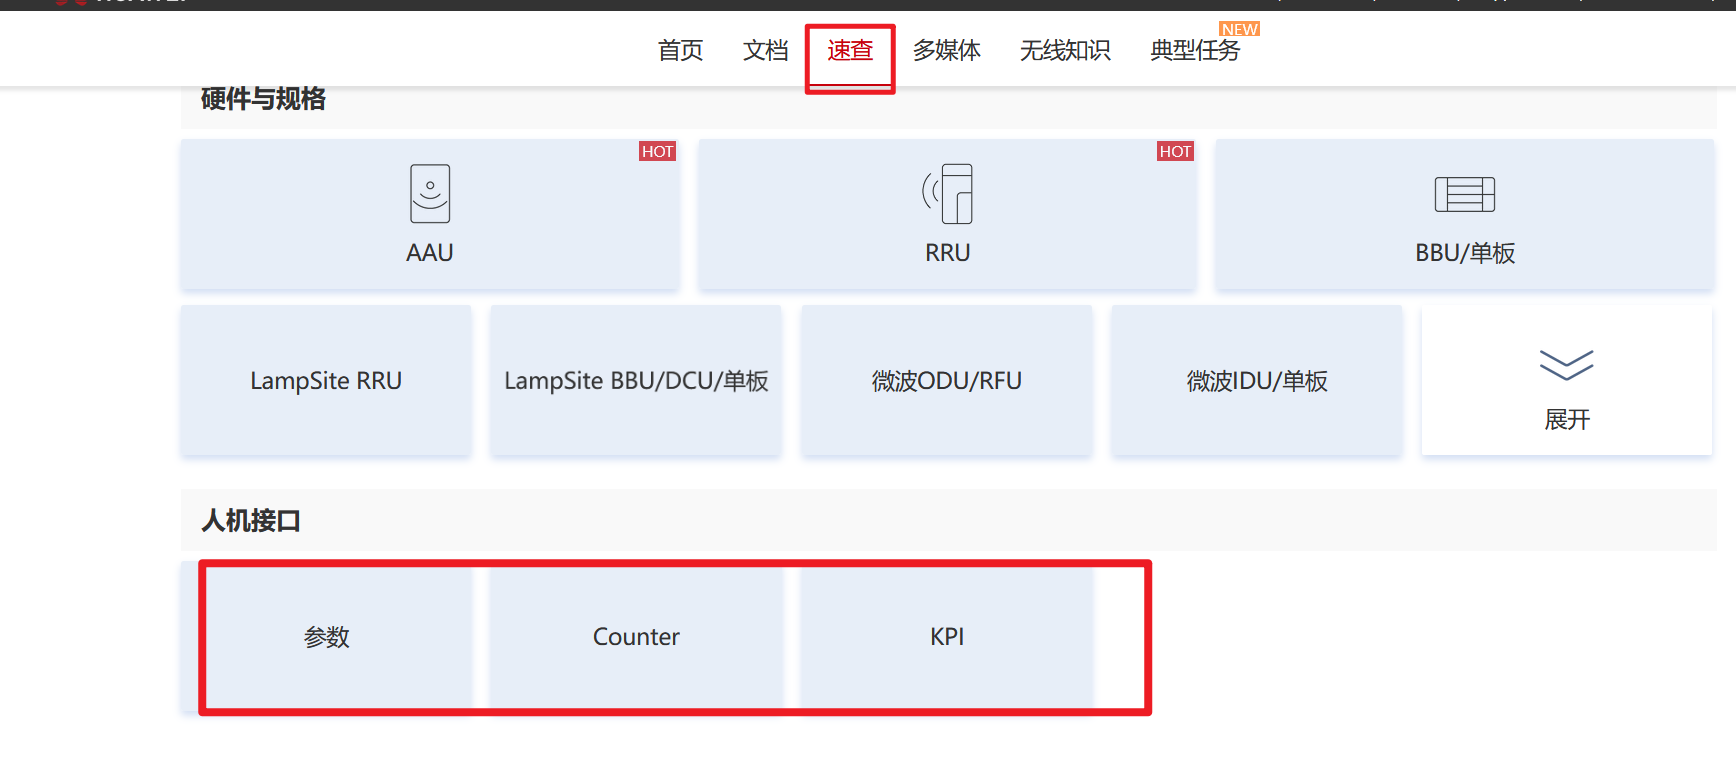 首页 文档 速查 多媒体 无线知识 典型任务 NEW
硬件与规格
HOT HOT
AAU RRU BBU/单板
LampSite RRU LampSite BBU/DCU/单板 微波ODU/RFU 微波IDU/单板
展开
人机接口
参数 Counter KPI